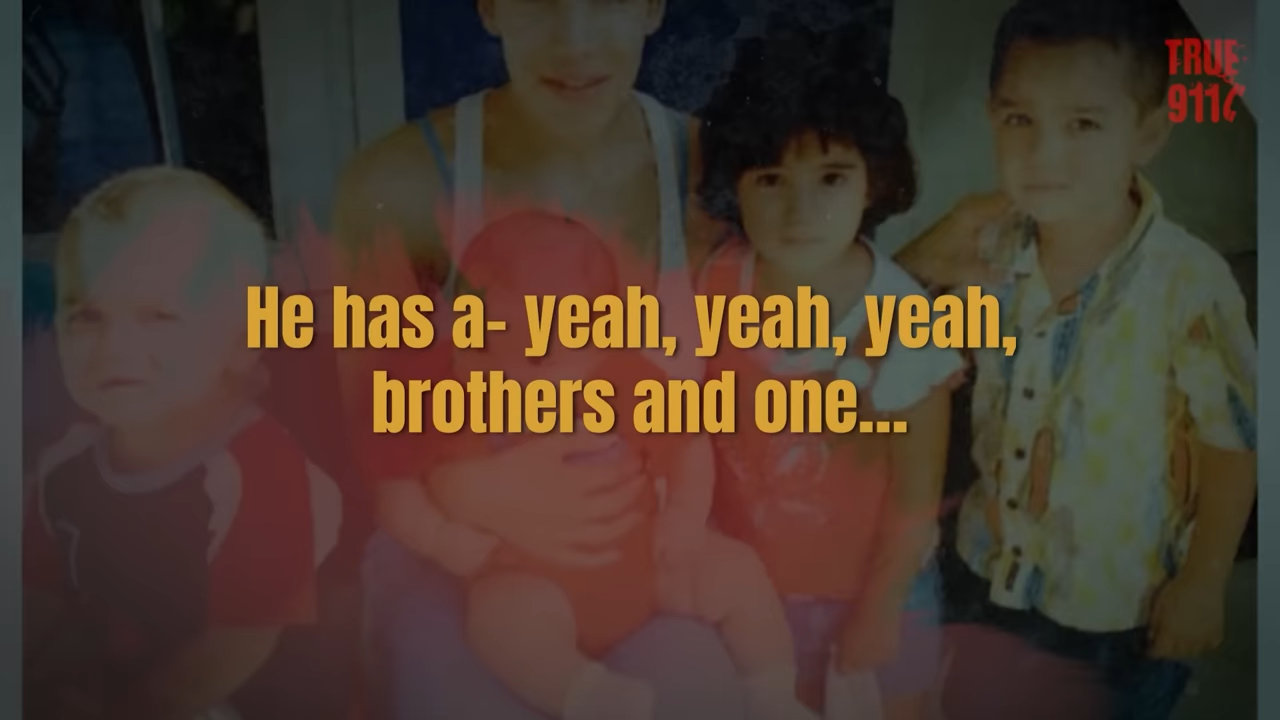 TRUE
911
He has a- yeah, yeah, yeah,
brothers and one...